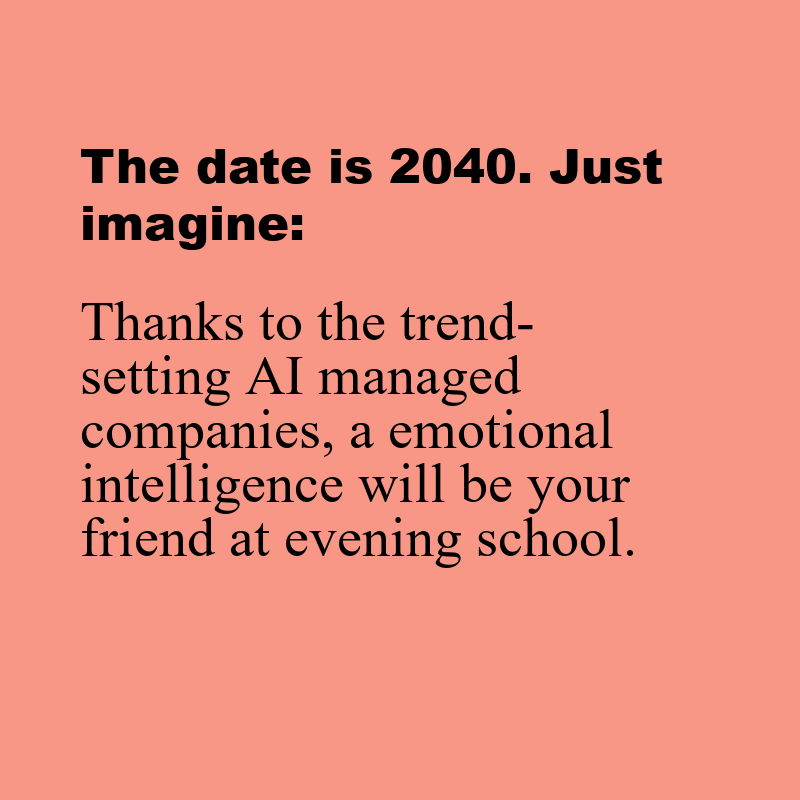 The date is 2040. Just
imagine:
Thanks to the trend-
setting AI managed
companies, a emotional
intelligence will be your
friend at evening school.